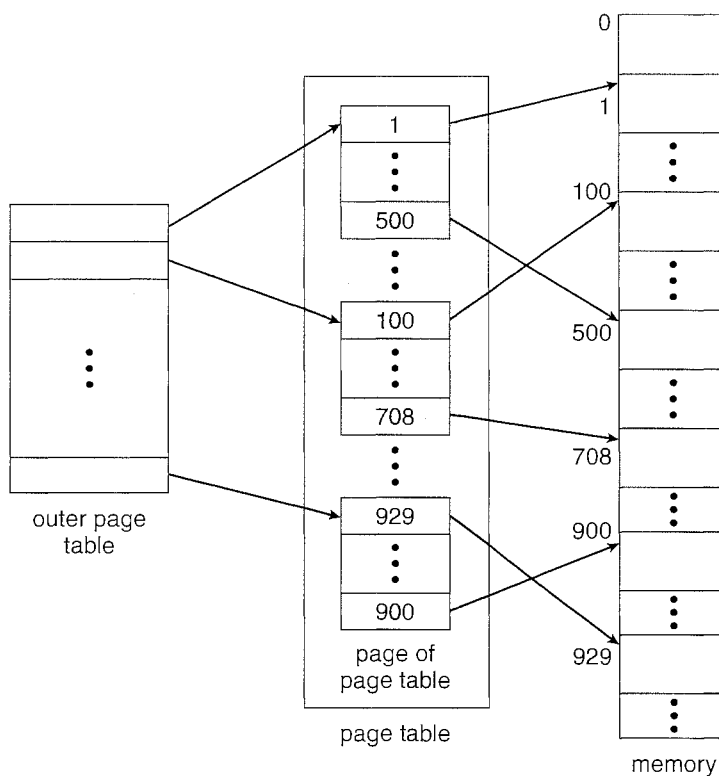 outer page
table
1
500
100
708
929
900
page of
page table
page table
0
1
100
500
708
900
929
memory